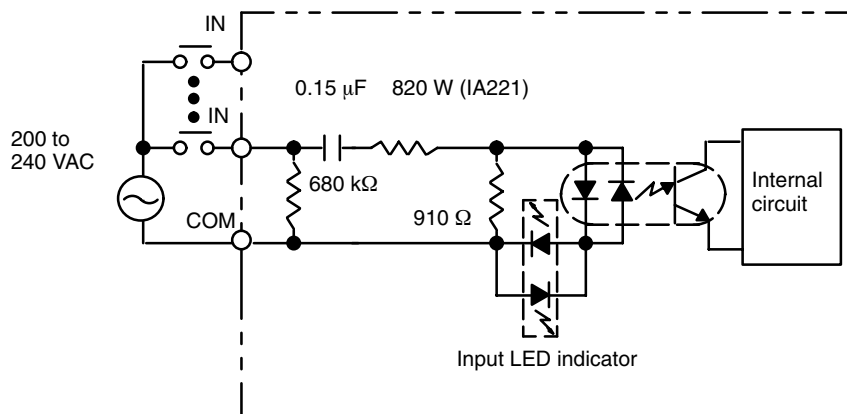 IN
0.15 µF 820 W (IA221)
IN
200 to
240 VAC
680 kΩ
COM
910 Ω
Internal
circuit
Input LED indicator